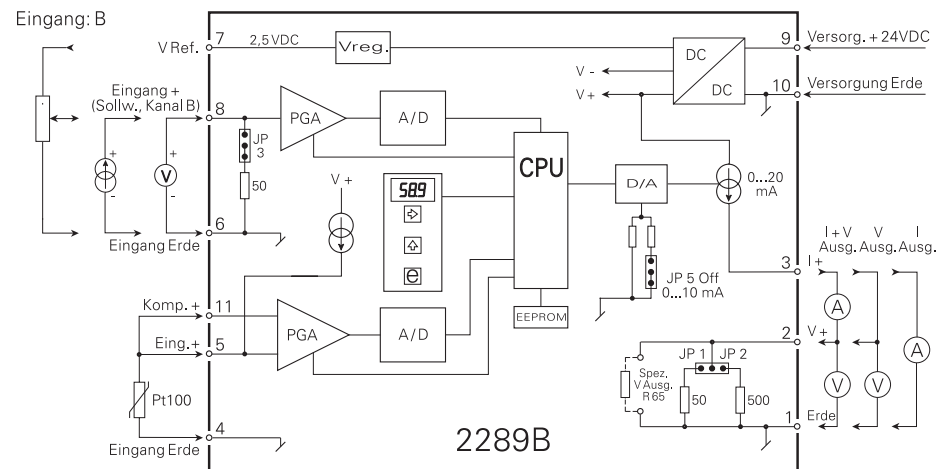 Eingang: B
V Ref.
7
2,5 VDC
Vreg.
DC
DC
9
Versorg. + 24VDC
10
Versorgung Erde
V -
V+
Eingang +
(Sollw., Kanal B)
8
PGA
A/D
JP
3
50
CPU
+
-
V
+
-
6
Eingang Erde
V +
58.9
e
D/A
0...20
mA
JP 5 Off
0...10 mA
EEPROM
I + V
Ausg.
V
Ausg.
I
Ausg.
3
I+
A
Komp. +
11
Eing.+
5
PGA
A/D
Pt100
4
Eingang Erde
2
V+
A
JP 1
JP 2
Spez.
V Ausg.
R 65
50
500
V
V
1
Erde
2289B